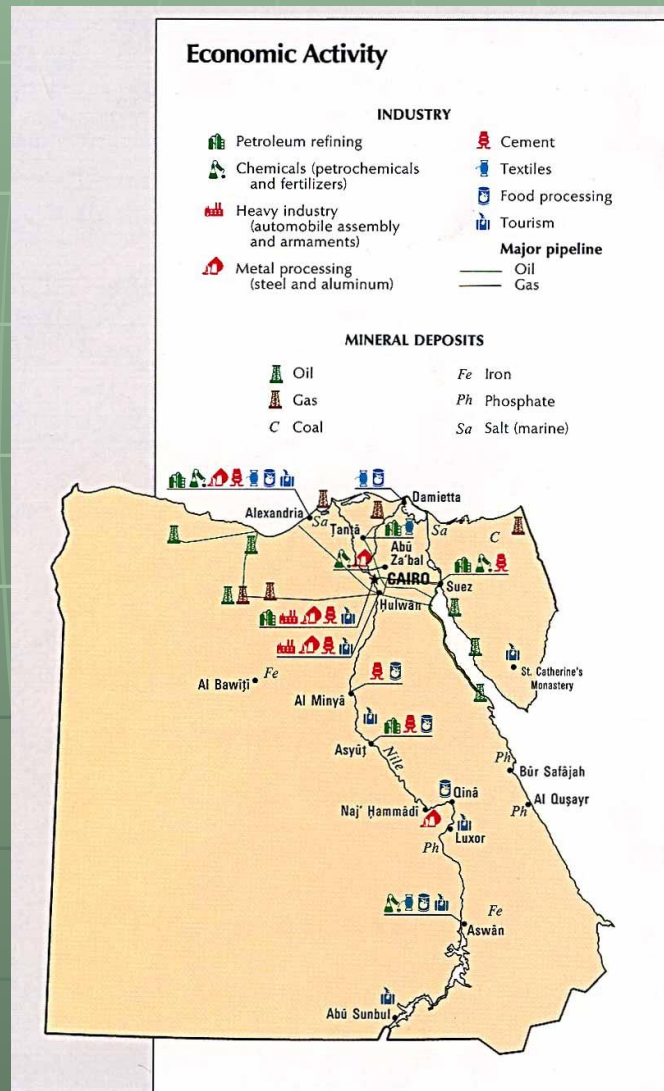 Economic Activity
INDUSTRY
Petroleum refining
Chemicals (petrochemicals
and fertilizers)
Heavy industry
(automobile assembly
and armaments)
Metal processing
(steel and aluminum)
Cement
Textiles
Food processing
Tourism
Major pipeline
Oil
Gas
MINERAL DEPOSITS
Oil
Gas
C Coal
Fe Iron
Ph Phosphate
Sa Salt (marine)
Damietta
Alexandria
Sa
Ṭanṭā
Sa
C
Abū
Za'bal
CAIRO
Suez
Ḥulwān
St. Catherine's
Monastery
Fe
Al Bawīṭī
Al Minyā
Asyūṭ
Nile
Ph
Būr Safājah
Qinā
Al Quṣayr
Naj' Ḥammādī
Ph
Luxor
Ph
Fe
Aswān
Abū Sunbul